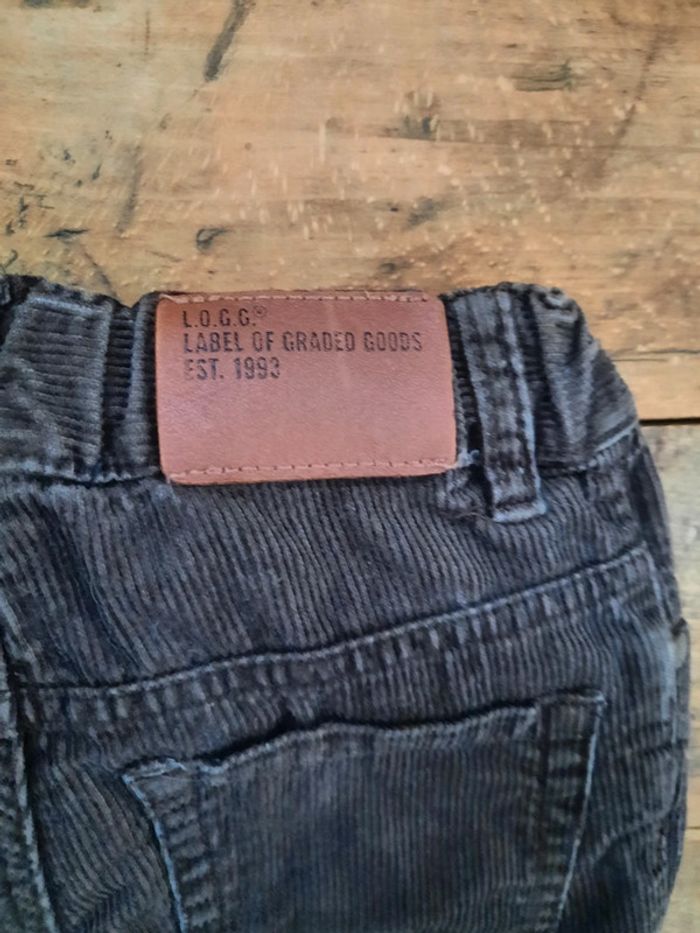 L.O.G.G.®
LABEL OF GRADED GOODS
EST. 1993